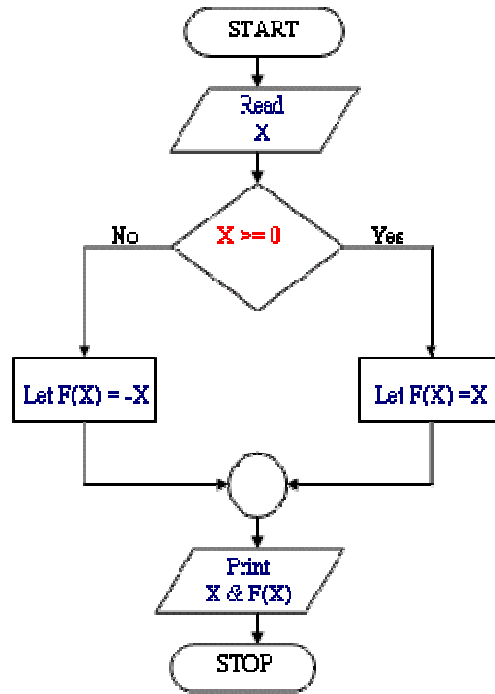 START
Read
X
X >= 0
No
Yes
Let F(X) = -X
Let F(X) =X
Print
X & F(X)
STOP